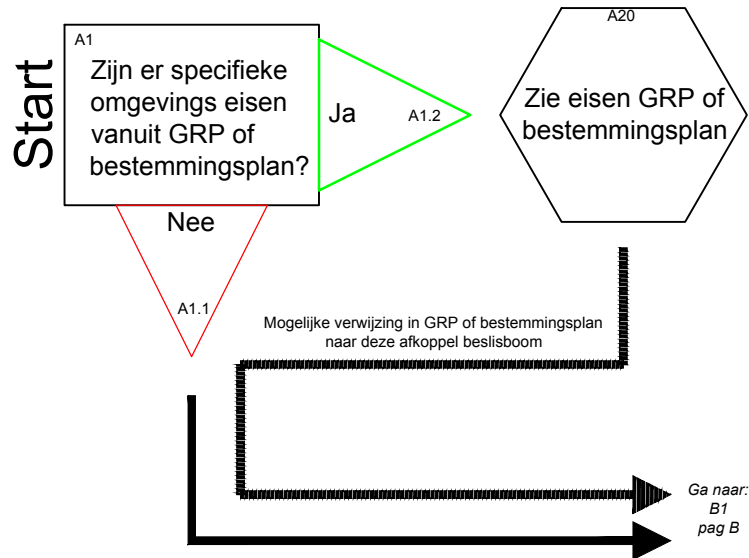 Start
A1
Zijn er specifieke
omgevings eisen
vanuit GRP of
bestemmingsplan?
Ja
A1.2
A20
Zie eisen GRP of
bestemmingsplan
Nee
A1.1
Mogelijke verwijzing in GRP of bestemmingsplan
naar deze afkoppel beslisboom
Ga naar:
B1
pag B